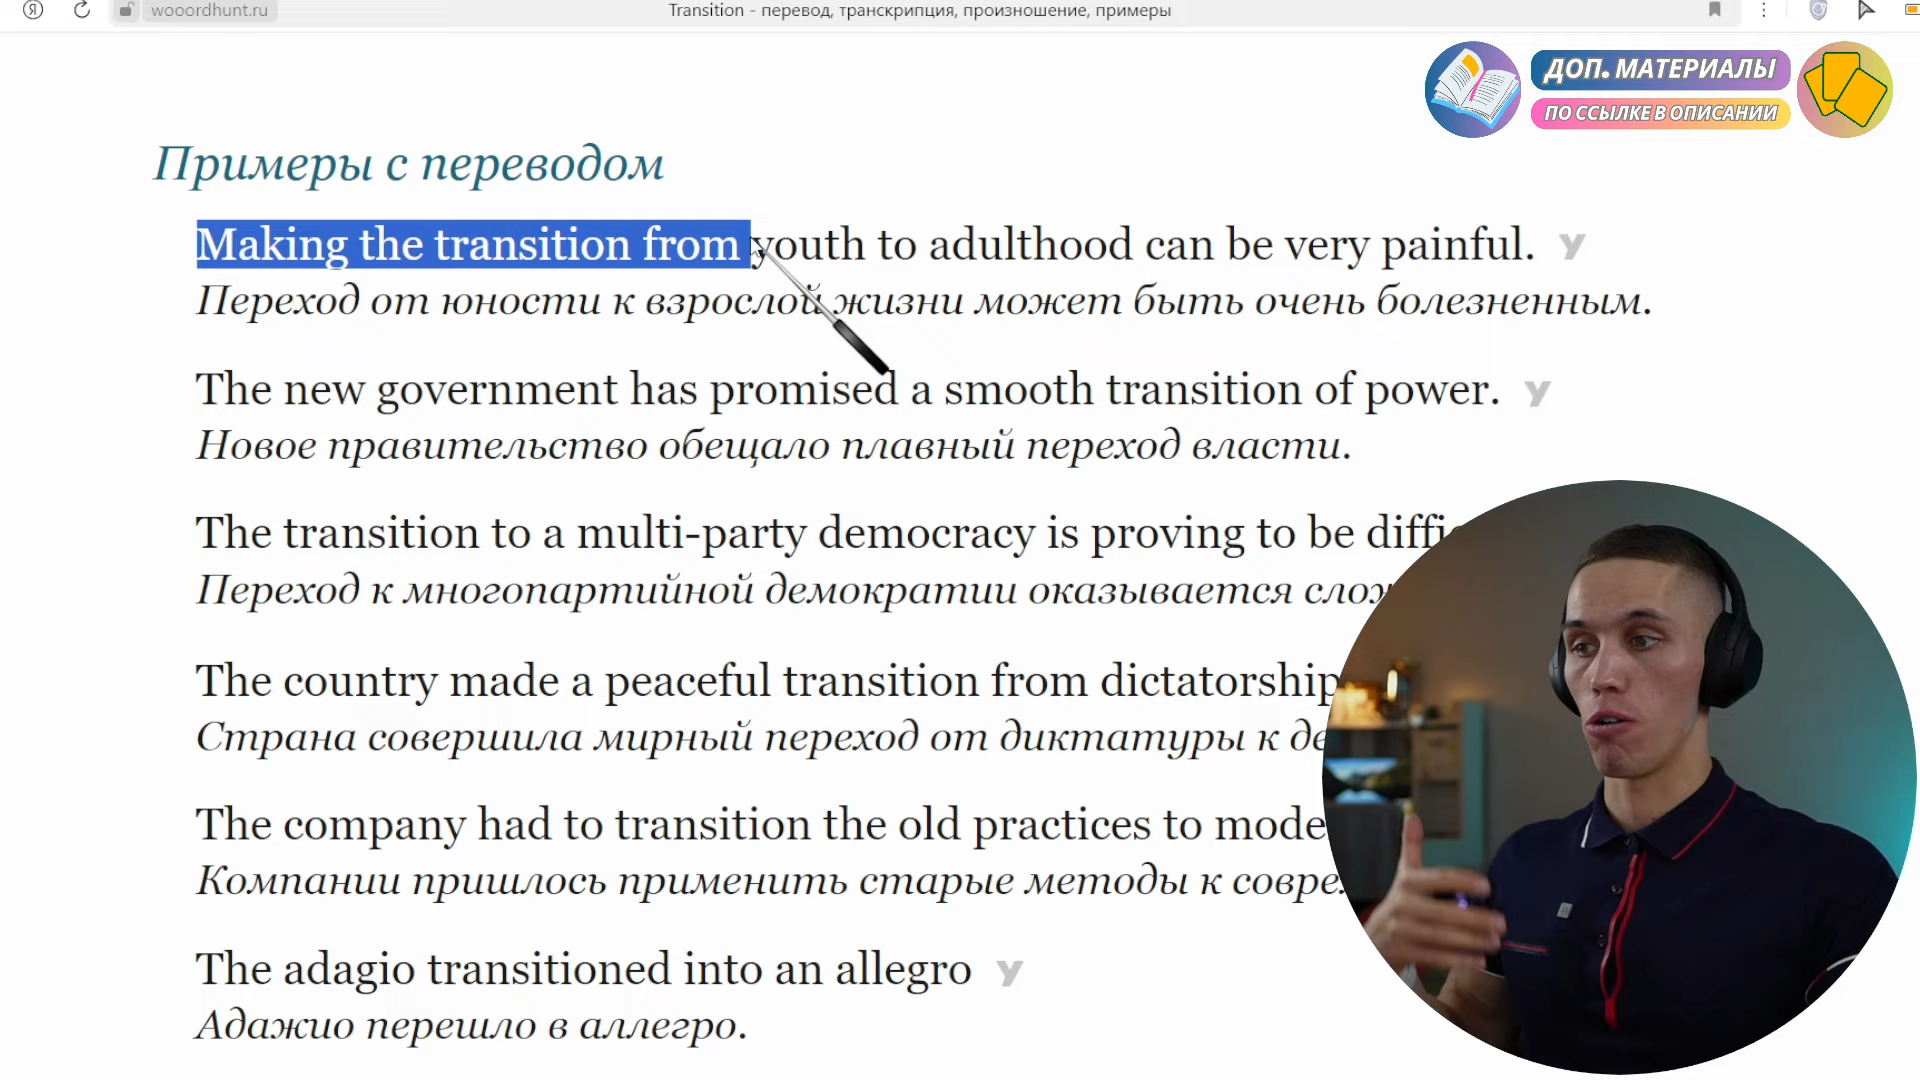 wooordhunt.ru
Transition - перевод, транскрипция, произношение, примеры
ДОП. МАТЕРИАЛЫ
ПО ССЫЛКЕ В ОПИСАНИИ
Примеры с переводом
Making the transition from youth to adulthood can be very painful.
Переход от юности к взрослой жизни может быть очень болезненным.
The new government has promised a smooth transition of power.
Новое правительство обещало плавный переход власти.
The transition to a multi-party democracy is proving to be
Переход к многопартийной демократии оказывается
The country made a peaceful transition from dictatorship
Страна совершила мирный переход от диктатуры к
The company had to transition the old practices to
Компании пришлось применить старые методы к
The adagio transitioned into an allegro
Адажио перешло в аллегро.